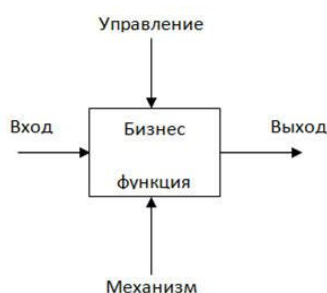 Управление
Вход
Бизнес
Выход
функция
Механизм